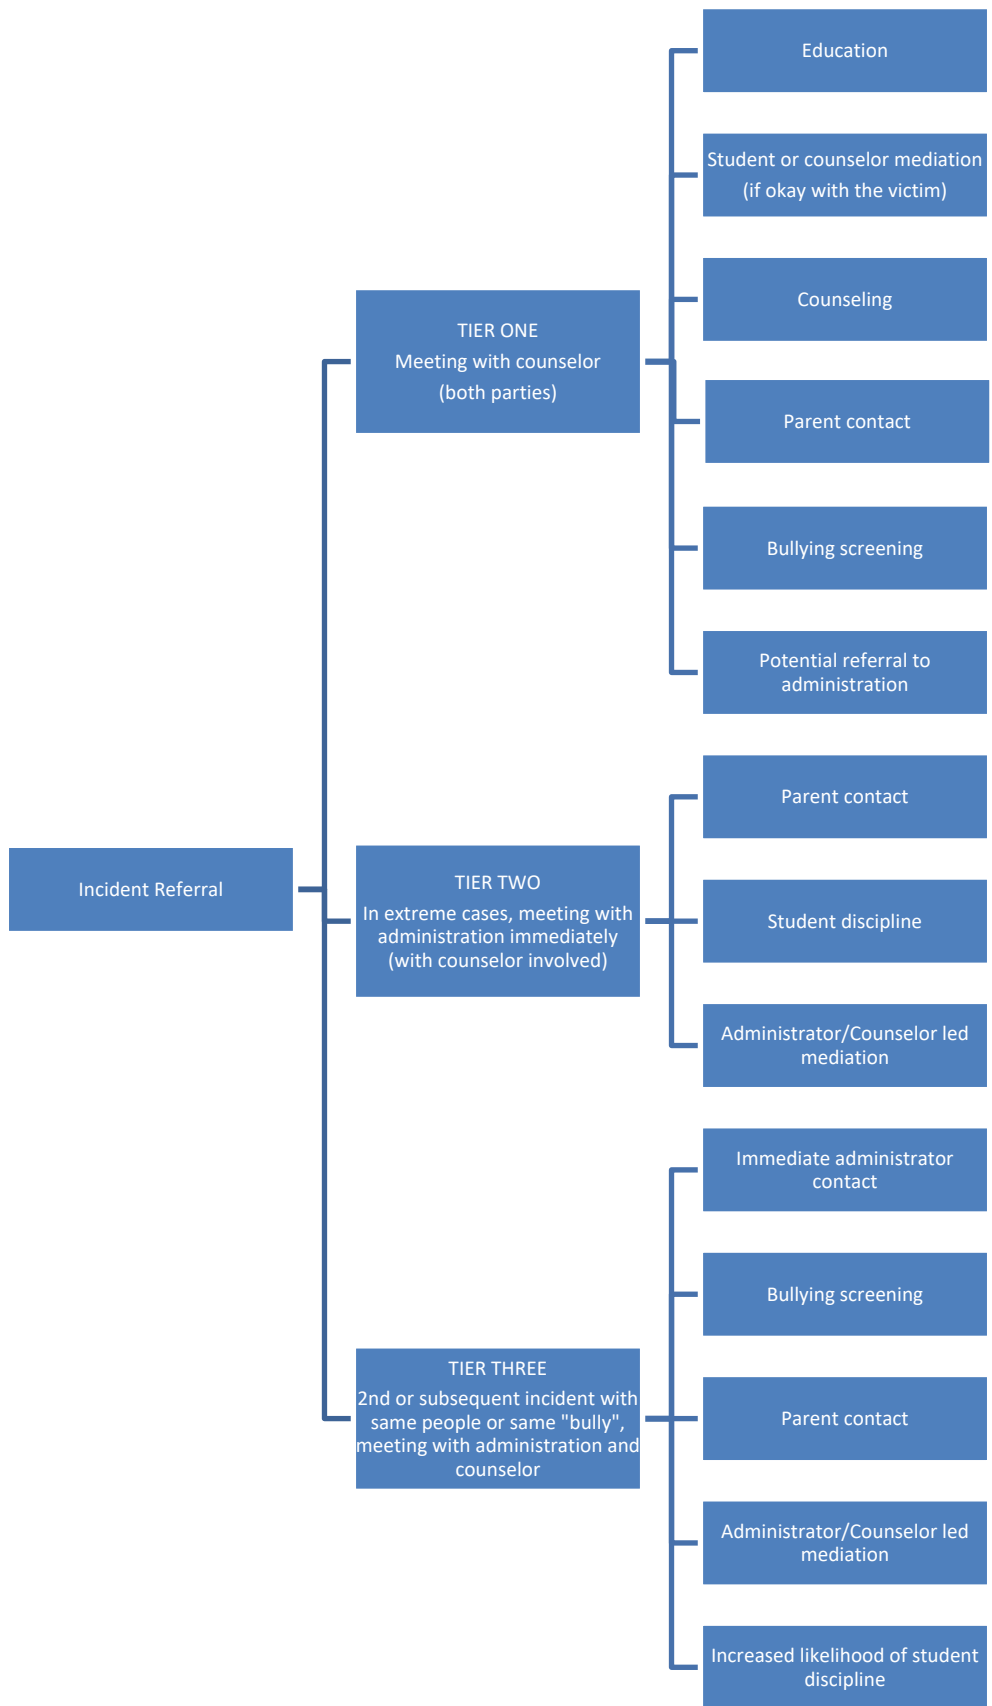 Incident Referral
TIER ONE
Meeting with counselor
(both parties)
Education
Student or counselor mediation
(if okay with the victim)
Counseling
Parent contact
Bullying screening
Potential referral to
administration
TIER TWO
In extreme cases, meeting with
administration immediately
(with counselor involved)
Parent contact
Student discipline
Administrator/Counselor led
mediation
TIER THREE
2nd or subsequent incident with
same people or same "bully",
meeting with administration and
counselor
Immediate administrator
contact
Bullying screening
Parent contact
Administrator/Counselor led
mediation
Increased likelihood of student
discipline